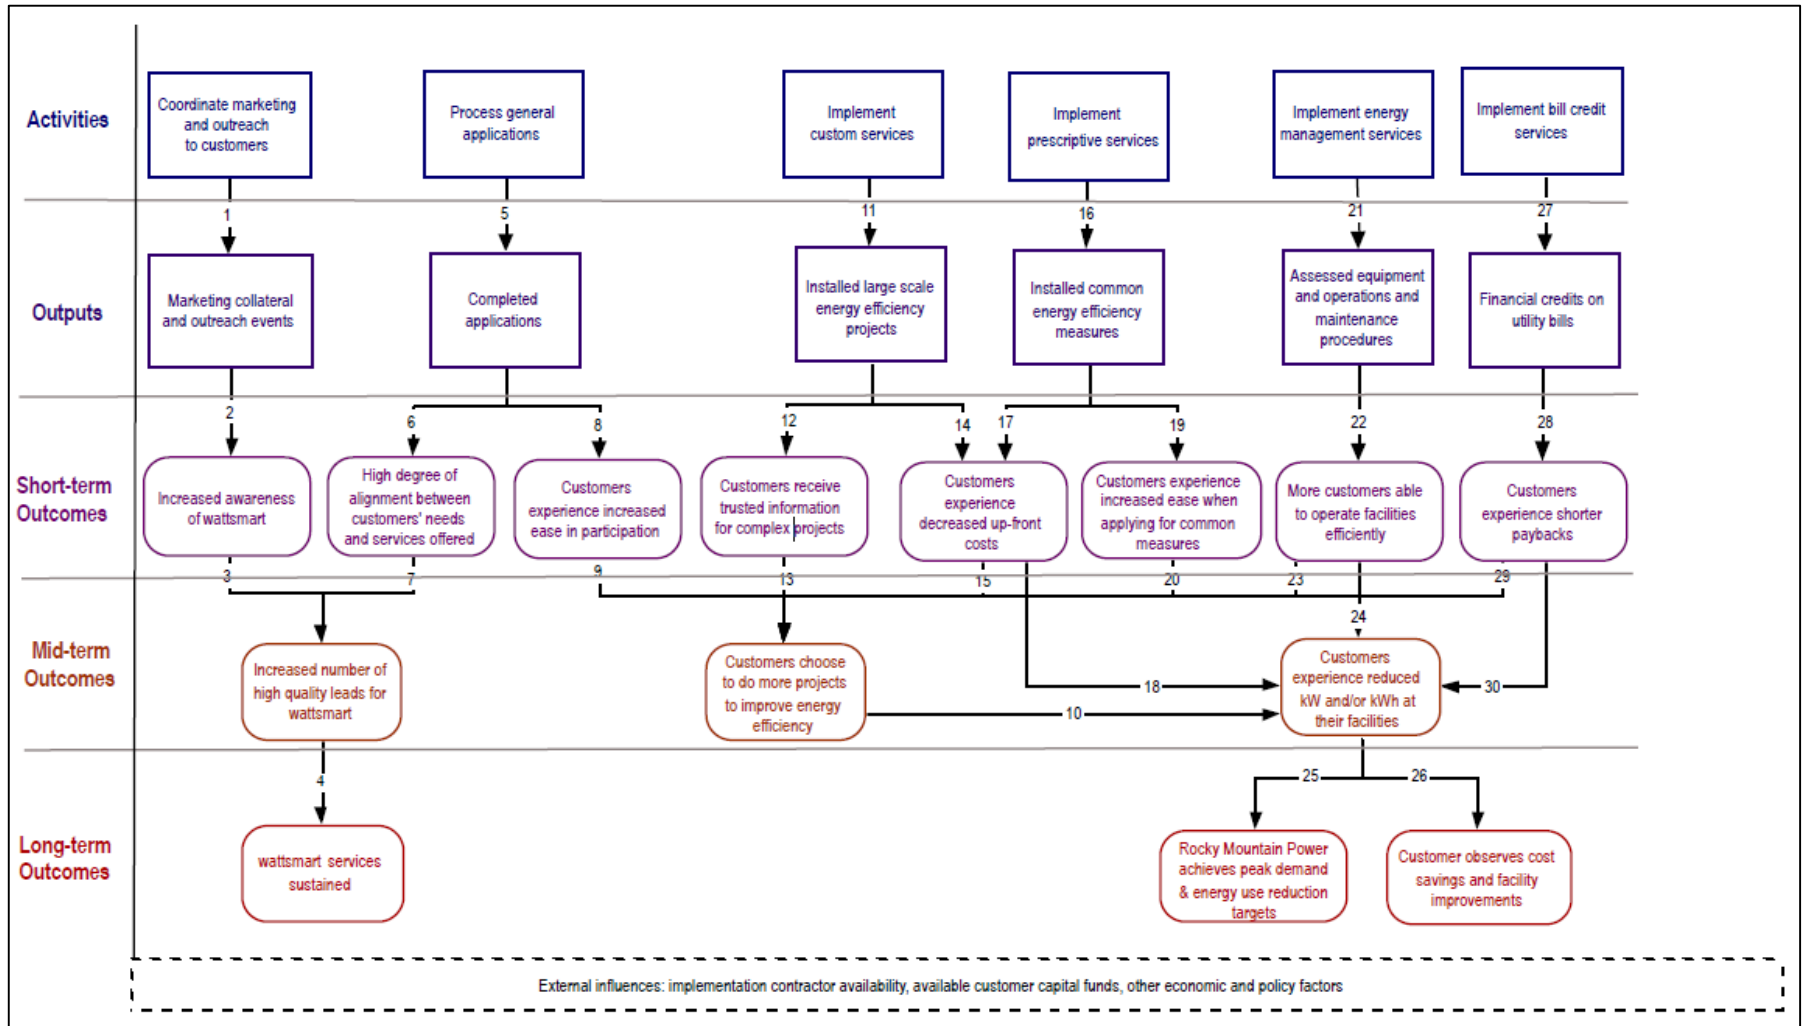 Activities
Coordinate marketing
and outreach
to customers
Process general
applications
Implement
custom services
Implement
prescriptive services
Implement energy
management services
Implement bill credit
services
1
5
11
16
21
27
Outputs
Marketing collateral
and outreach events
Completed
applications
Installed large scale
energy efficiency
projects
Installed common
energy efficiency
measures
Assessed equipment
and operations and
maintenance
procedures
Financial credits on
utility bills
2
6
8
12
14
17
19
22
28
Short-term
Outcomes
Increased awareness
of wattsmart
High degree of
alignment between
customers' needs
and services offered
Customers
experience increased
ease in participation
Customers receive
trusted information
for complex projects
Customers
experience
decreased up-front
costs
Customers experience
increased ease when
applying for common
measures
More customers able
to operate facilities
efficiently
Customers
experience shorter
paybacks
3
7
9
13
15
20
23
29
24
Mid-term
Outcomes
Increased number of
high quality leads for
wattsmart
Customers choose
to do more projects
to improve energy
efficiency
18
10
Customers
experience reduced
kW and/or kWh at
their facilities
30
4
25
26
Long-term
Outcomes
wattsmart services
sustained
Rocky Mountain Power
achieves peak demand
& energy use reduction
targets
Customer observes cost
savings and facility
improvements
External influences: implementation contractor availability, available customer capital funds, other economic and policy factors